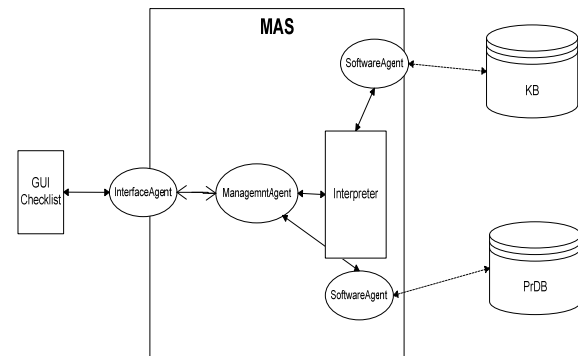 MAS
SoftwareAgent
KB
GUI
Checklist
InterfaceAgent
ManagemntAgent
Interpreter
SoftwareAgent
PrDB